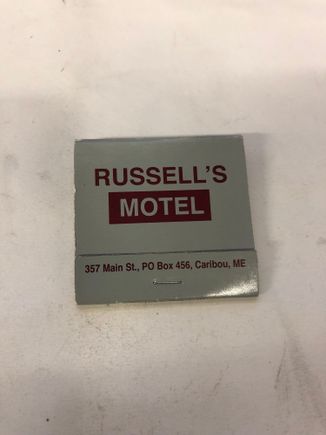 RUSSELL'S
MOTEL
357 Main St., PO Box 456, Caribou, ME